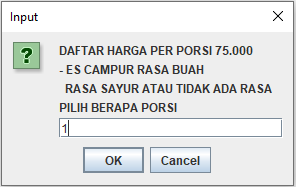 Input
DAFTAR HARGA PER PORSI 75.000
- ES CAMPUR RASA BUAH
RASA SAYUR ATAU TIDAK ADA RASA
PILIH BERAPA PORSI
1
OK Cancel